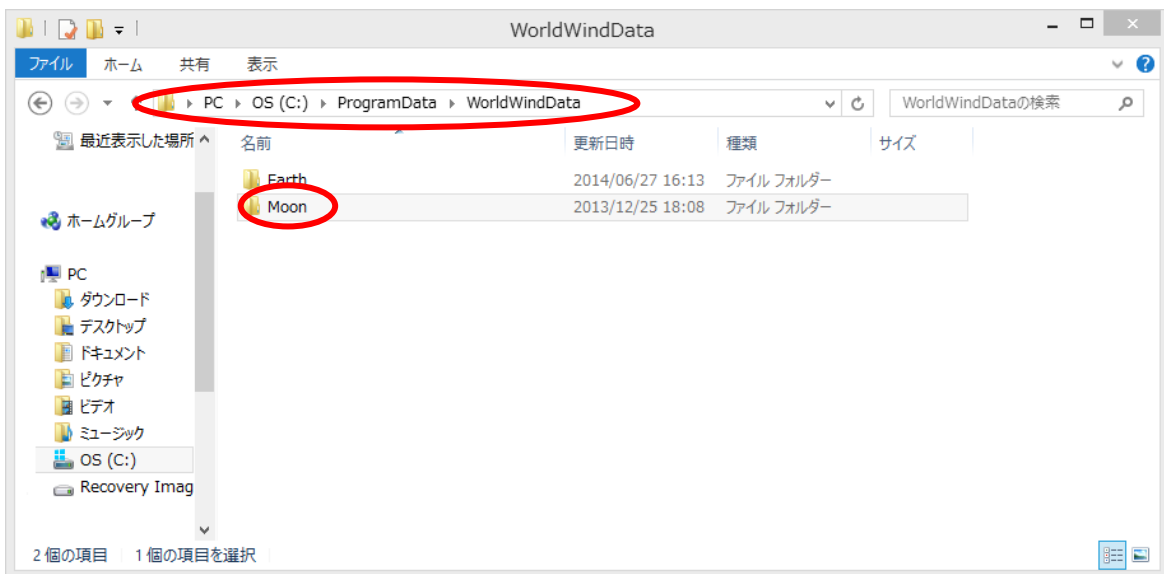 WorldWindData
ファイル ホーム 共有 表示
PC OS (C:) ProgramData WorldWindData WorldWindDataの検索
最近表示した場所 名前 更新日時 種類 サイズ
Earth 2014/06/27 16:13 ファイル フォルダー
Moon 2013/12/25 18:08 ファイル フォルダー
ホームグループ
PC
ダウンロード
デスクトップ
ドキュメント
ピクチャ
ビデオ
ミュージック
OS (C:)
Recovery Imag
2 個の項目 1 個の項目を選択